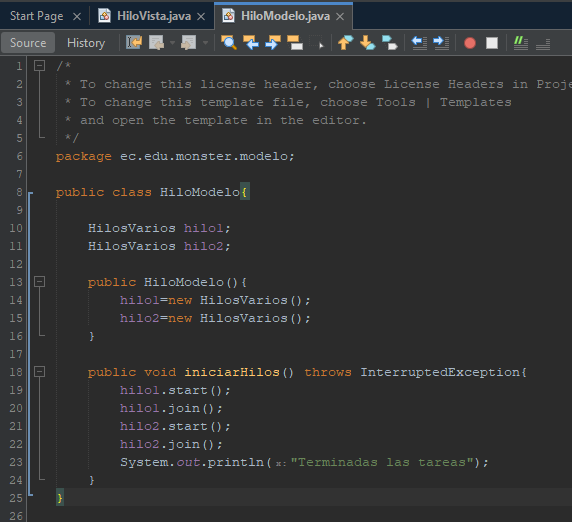 Start Page HiloVista.java HiloModelo.java
Source History
1 /*
2 * To change this license header, choose License Headers in Proje
3 * To change this template file, choose Tools | Templates
4 * and open the template in the editor.
5 */
6 package ec.edu.monster.modelo;
7
8 public class HiloModelo{
9
10 HilosVarios hilo1;
11 HilosVarios hilo2;
12
13 public HiloModelo(){
14 hilo1=new HilosVarios();
15 hilo2=new HilosVarios();
16 }
17
18 public void iniciarHilos() throws InterruptedException{
19 hilo1.start();
20 hilo1.join();
21 hilo2.start();
22 hilo2.join();
23 System.out.println(x:"Terminadas las tareas");
24 }
25 }
26